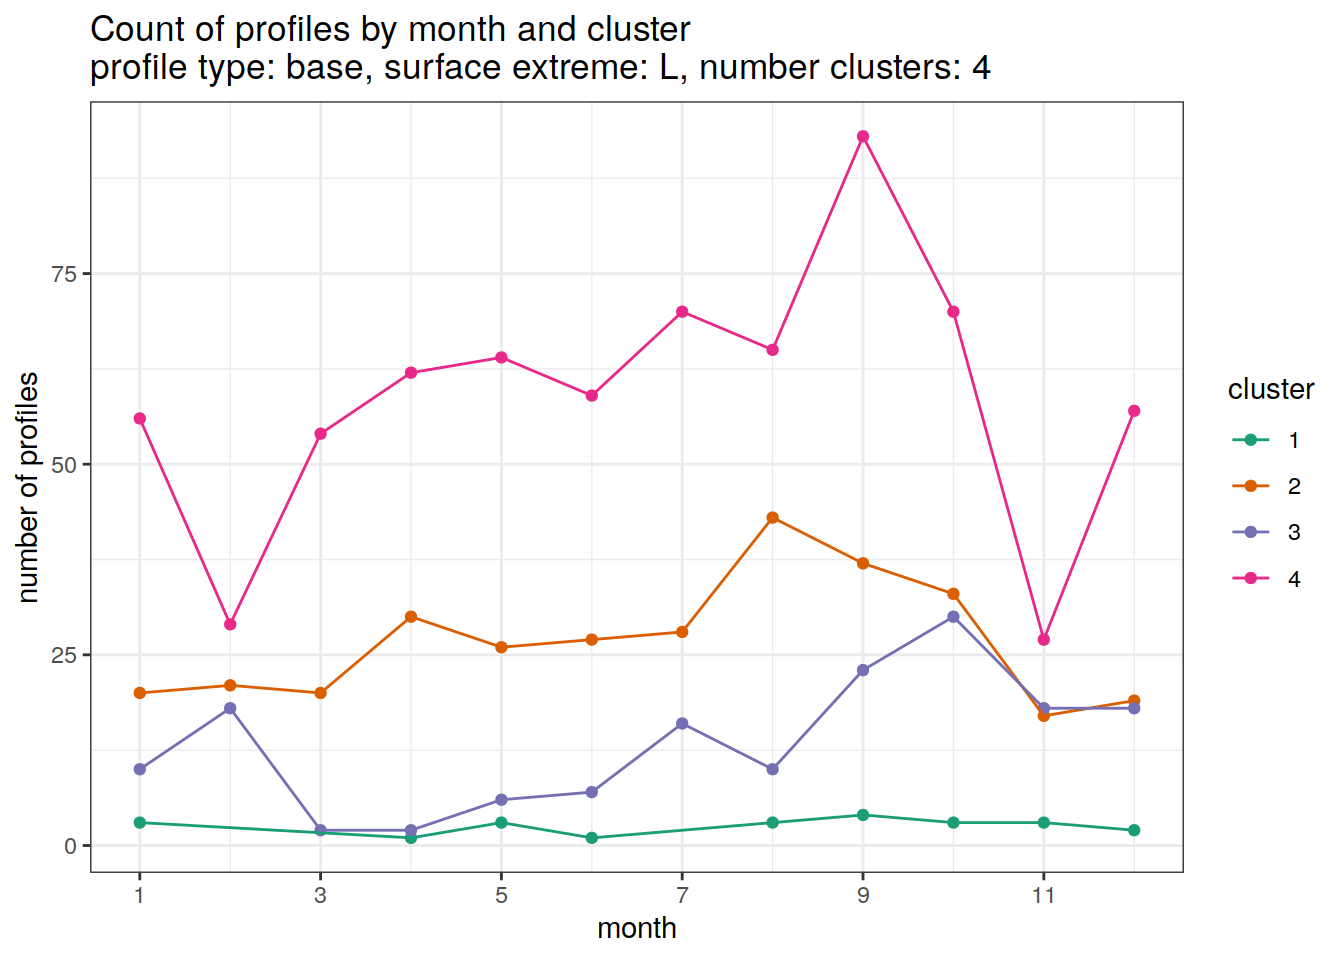 Count of profiles by month and cluster
profile type: base, surface extreme: L, number clusters: 4
number of profiles
75
50
25
0
1 3 5 7 9 11
month
cluster
1
2
3
4